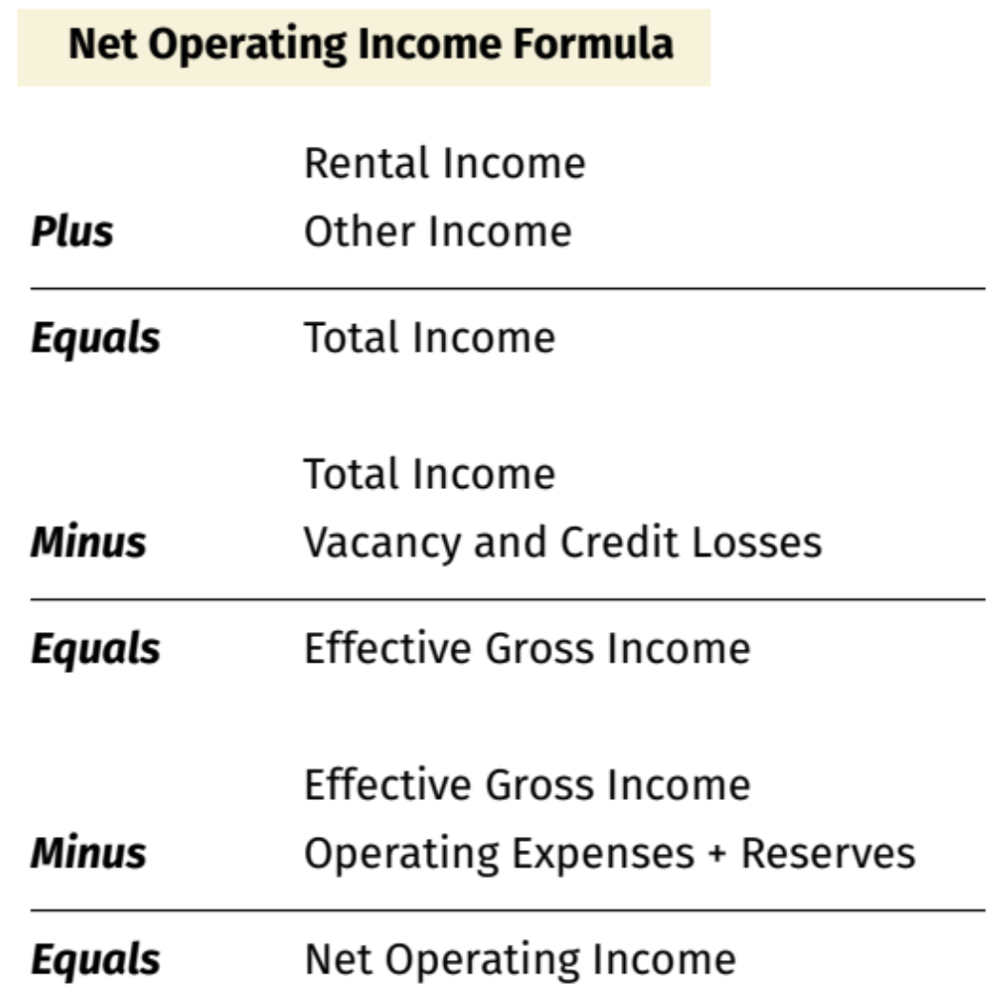 Net Operating Income Formula
Rental Income
Plus Other Income
Equals Total Income
Total Income
Minus Vacancy and Credit Losses
Equals Effective Gross Income
Effective Gross Income
Minus Operating Expenses + Reserves
Equals Net Operating Income